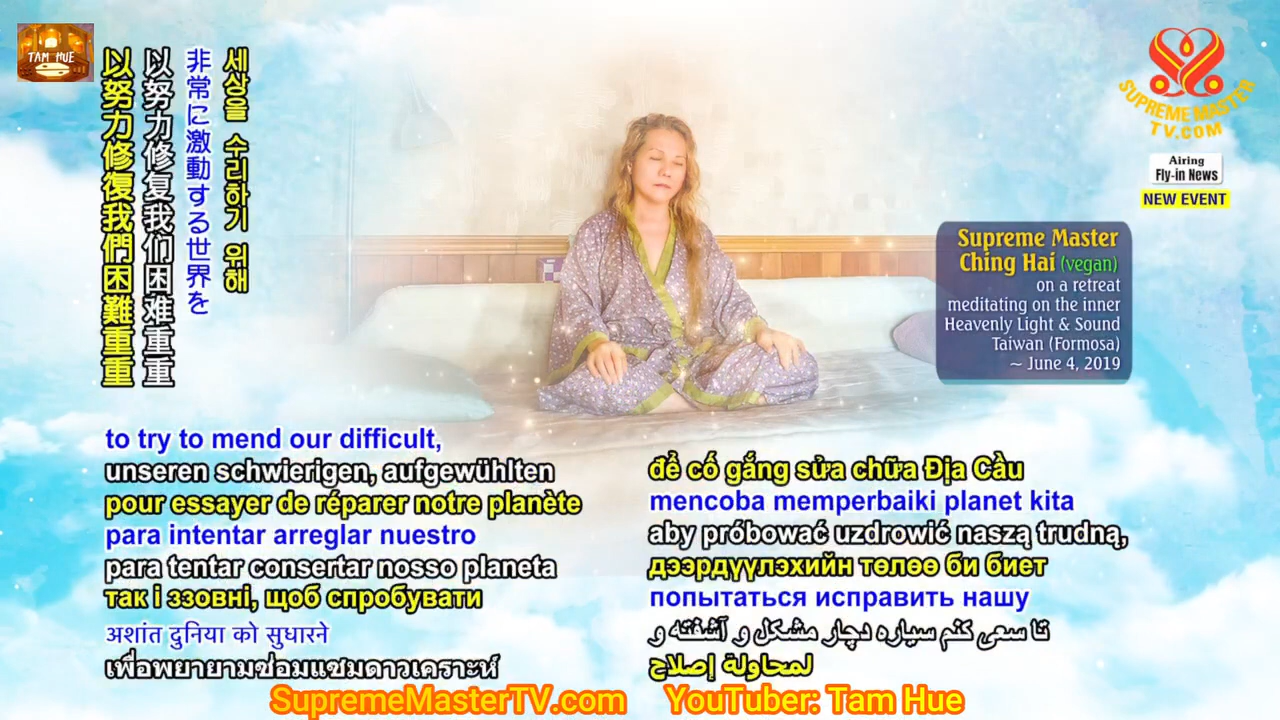 TAM HUE
以努力修復我們困難重重
以努力修复我们困难重重
非常に激動する世界を
세상을 수리하기 위해
SUPREME MASTER
TV.COM
Airing
Fly-in News
NEW EVENT
Supreme Master
Ching Hai (vegan)
on a retreat
meditating on the inner
Heavenly Light & Sound
Taiwan (Formosa)
~ June 4, 2019
to try to mend our difficult,
unseren schwierigen, aufgewühlten
pour essayer de réparer notre planète
para intentar arreglar nuestro
para tentar consertar nosso planeta
так і ззовні, щоб спробувати
अशांत दुनिया को सुधारने
เพื่อพยายามซ่อมแซมดาวเคราะห์
để cố gắng sửa chữa Địa Cầu
mencoba memperbaiki planet kita
aby próbować uzdrowić naszą trudną,
дээрдүүлэхийн төлөө би биет
попытаться исправить нашу
تا سعی کنم سیاره دچار مشکل و آشفته و
لمحاولة إصلاح
SupremeMasterTV.com YouTuber: Tam Hue